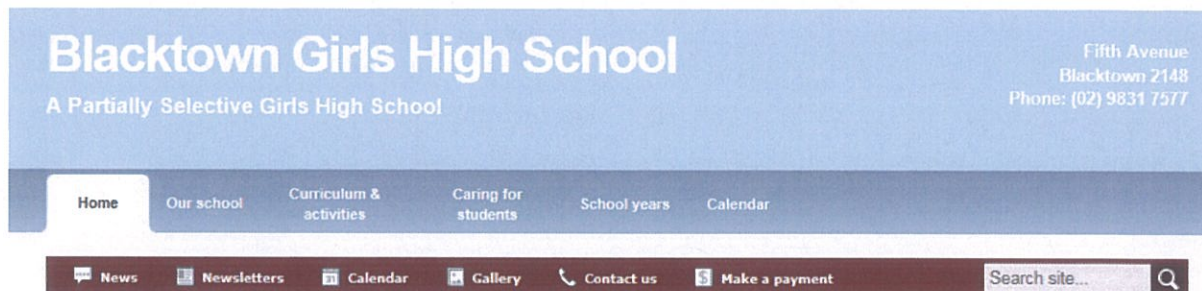 Blacktown Girls High School
A Partially Selective Girls High School
Fifth Avenue
Blacktown 2148
Phone: (02) 9831 7577
Home
Our school
Curriculum &
activities
Caring for
students
School years
Calendar
News
Newsletters
Calendar
Gallery
Contact us
Make a payment
Search site...